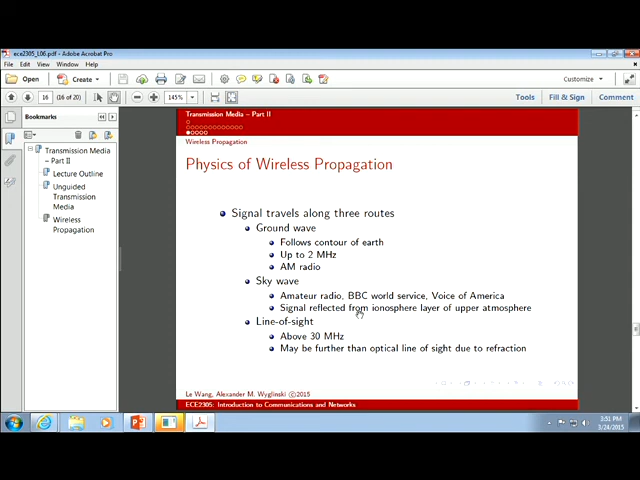 ece2305_L06.pdf - Adobe Acrobat Pro
File Edit View Window Help
Open Create Customize
16 (16 of 20) 145% Tools Fill & Sign Comment
Bookmarks
Transmission Media – Part II
Lecture Outline
Unguided Transmission Media
Wireless Propagation
Transmission Media – Part II
Wireless Propagation
Physics of Wireless Propagation
Signal travels along three routes
Ground wave
Follows contour of earth
Up to 2 MHz
AM radio
Sky wave
Amateur radio, BBC world service, Voice of America
Signal reflected from ionosphere layer of upper atmosphere
Line-of-sight
Above 30 MHz
May be further than optical line of sight due to refraction
Le Wang, Alexander M. Wyglinski ©2015
ECE2305: Introduction to Communications and Networks
3:51 PM
3/24/2015